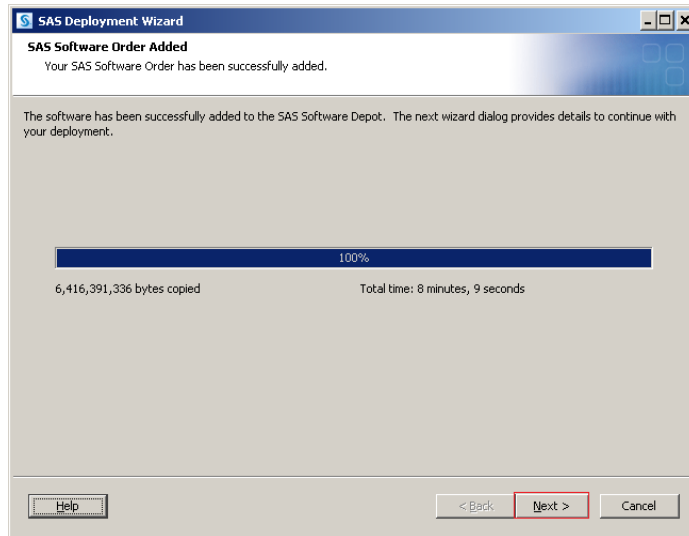 SAS Deployment Wizard
SAS Software Order Added
Your SAS Software Order has been successfully added.
The software has been successfully added to the SAS Software Depot. The next wizard dialog provides details to continue with
your deployment.
100%
6,416,391,336 bytes copied Total time: 8 minutes, 9 seconds
Help < Back Next > Cancel